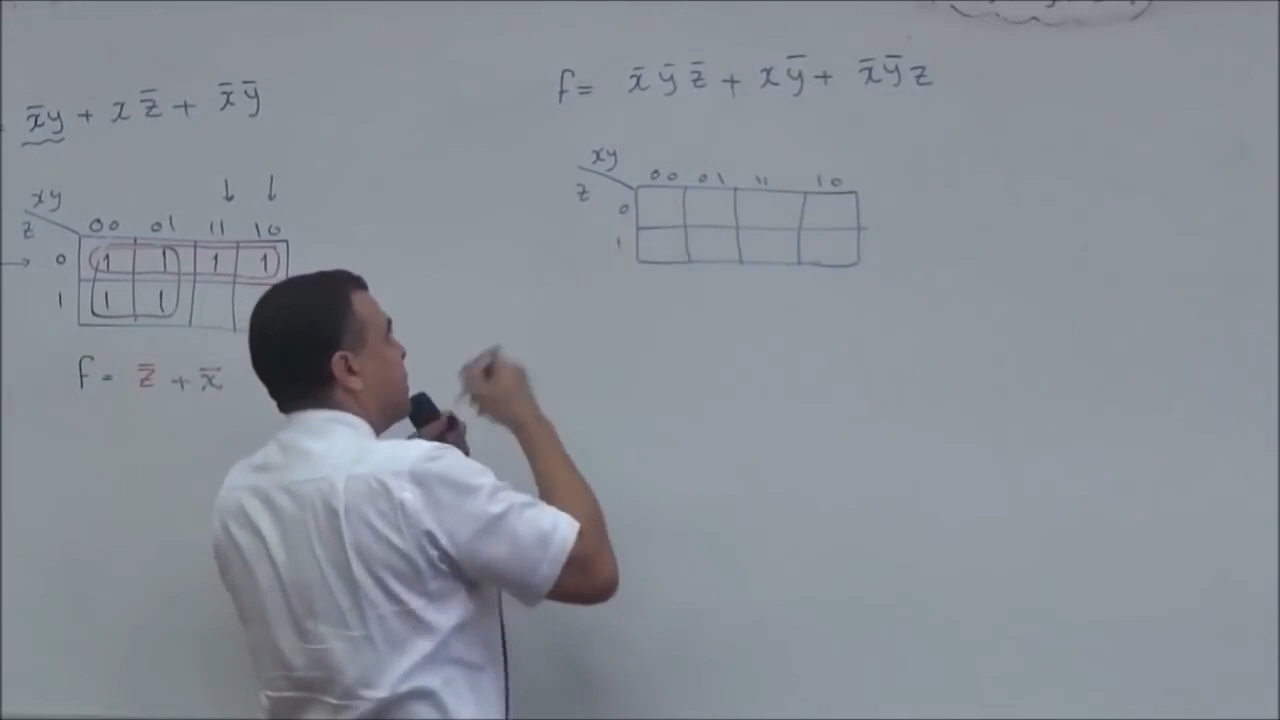 = x̄y + xz̄ + x̄ȳ
xy
z
00 01 11 10
0 1 1 1 1
1 1 1
f = z̄ + x̄
f = x̄ȳz̄ + xȳ + x̄ȳz
xy
z
00 01 11 10
0
1